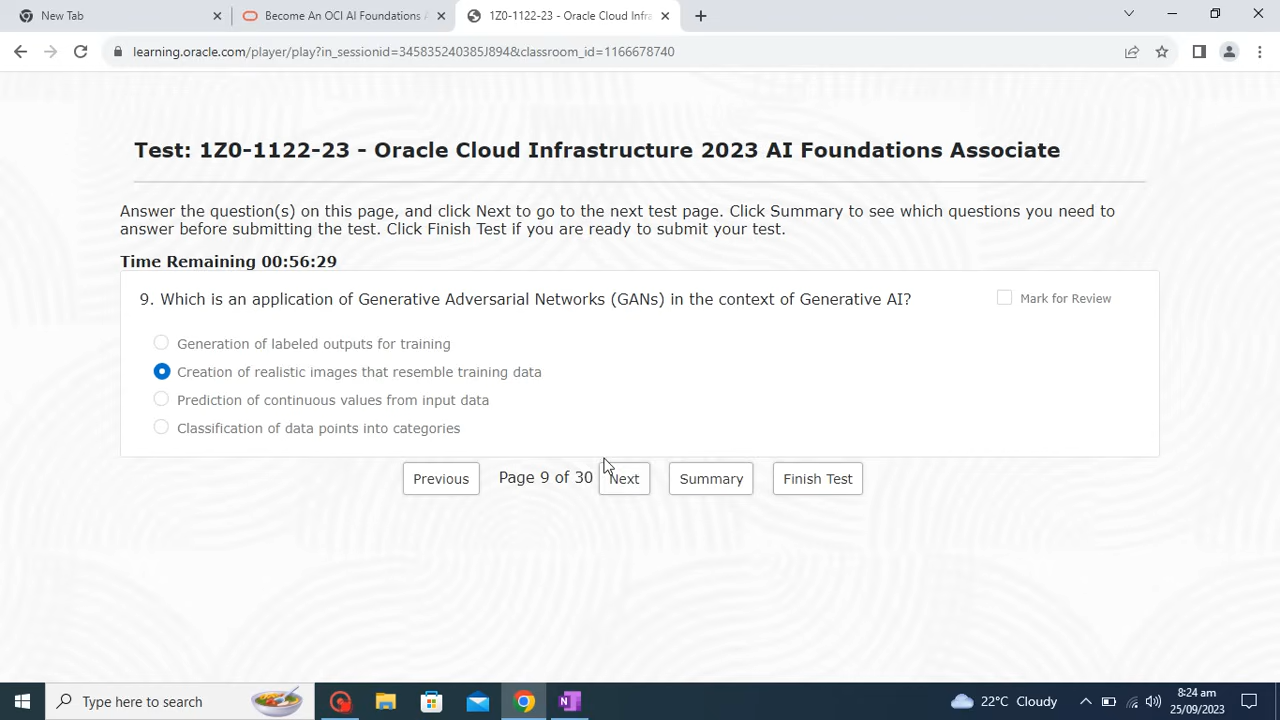 New Tab
Become An OCI AI Foundations A
1Z0-1122-23 - Oracle Cloud Infra
learning.oracle.com/player/play?in_sessionid=345835240385J894&classroom_id=1166678740
Test: 1Z0-1122-23 - Oracle Cloud Infrastructure 2023 AI Foundations Associate
Answer the question(s) on this page, and click Next to go to the next test page. Click Summary to see which questions you need to
answer before submitting the test. Click Finish Test if you are ready to submit your test.
Time Remaining 00:56:29
9. Which is an application of Generative Adversarial Networks (GANs) in the context of Generative AI?
Mark for Review
Generation of labeled outputs for training
Creation of realistic images that resemble training data
Prediction of continuous values from input data
Classification of data points into categories
Previous
Page 9 of 30
Next
Summary
Finish Test
Type here to search
22°C Cloudy
8:24 am
25/09/2023